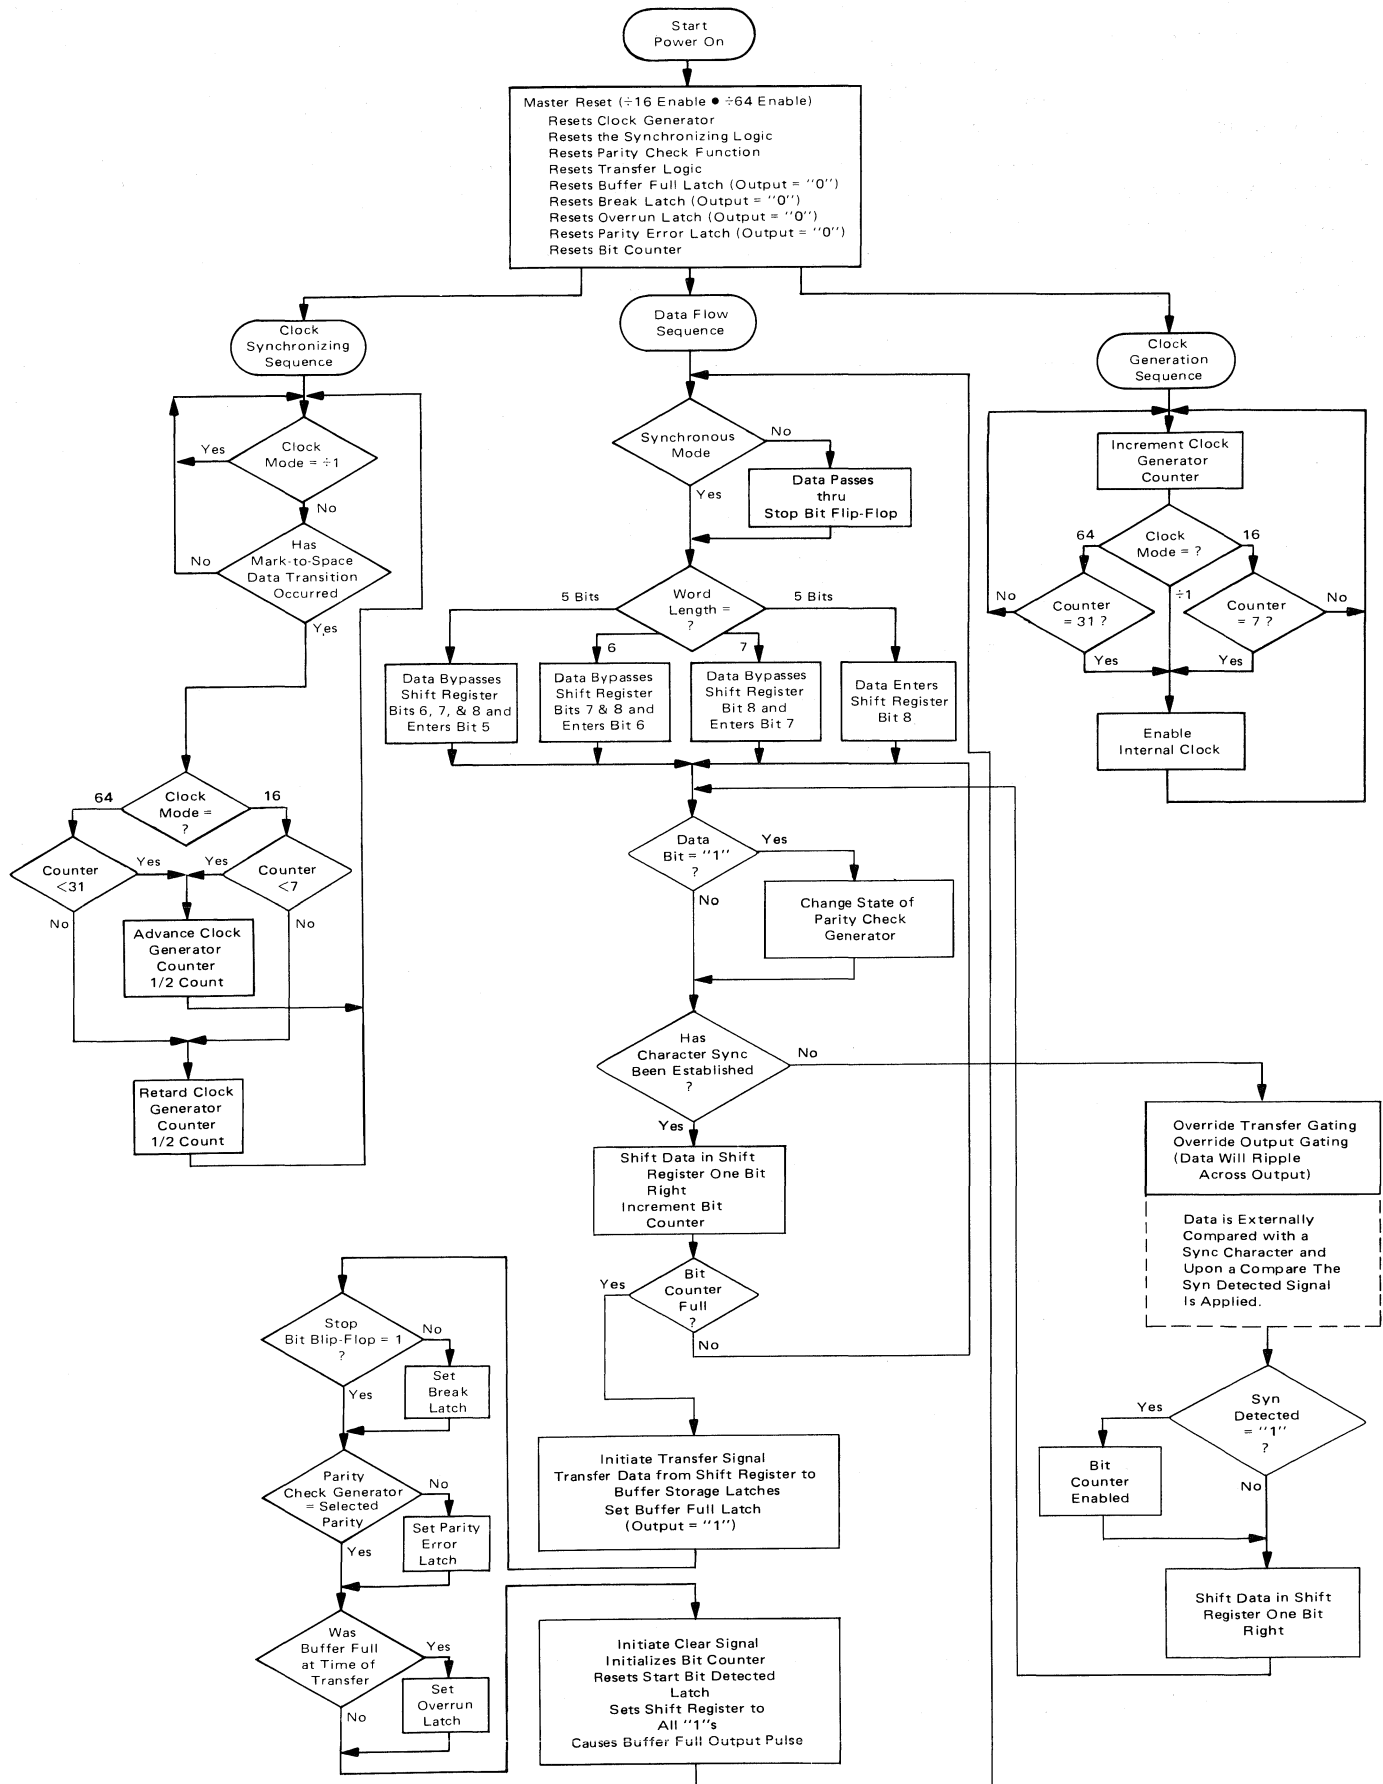 Start
Power On
Master Reset (÷16 Enable ● ÷64 Enable)
Resets Clock Generator
Resets the Synchronizing Logic
Resets Parity Check Function
Resets Transfer Logic
Resets Buffer Full Latch (Output = "0")
Resets Break Latch (Output = "0")
Resets Overrun Latch (Output = "0")
Resets Parity Error Latch (Output = "0")
Resets Bit Counter
Clock
Synchronizing
Sequence
Yes
Clock
Mode = ÷1
No
Has
Mark-to-Space
Data Transition
Occurred
No
Yes
Clock
Mode =
?
64
16
Counter
<31
Yes
No
Counter
<7
Yes
No
Advance Clock
Generator
Counter
1/2 Count
Retard Clock
Generator
Counter
1/2 Count
Data Flow
Sequence
Synchronous
Mode
No
Yes
Data Passes
thru
Stop Bit Flip-Flop
Word
Length =
?
5 Bits
6
7
5 Bits
Data Bypasses
Shift Register
Bits 6, 7, & 8 and
Enters Bit 5
Data Bypasses
Shift Register
Bits 7 & 8 and
Enters Bit 6
Data Bypasses
Shift Register
Bit 8 and
Enters Bit 7
Data Enters
Shift Register
Bit 8
Data
Bit = "1"
?
Yes
No
Change State of
Parity Check
Generator
Has
Character Sync
Been Established
?
No
Yes
Shift Data in Shift
Register One Bit
Right
Increment Bit
Counter
Bit
Counter
Full
?
Yes
No
Initiate Transfer Signal
Transfer Data from Shift Register to
Buffer Storage Latches
Set Buffer Full Latch
(Output = "1")
Stop
Bit Blip-Flop = 1
?
No
Yes
Set
Break
Latch
Parity
Check Generator
= Selected
Parity
No
Yes
Set Parity
Error
Latch
Was
Buffer Full
at Time of
Transfer
Yes
No
Set
Overrun
Latch
Initiate Clear Signal
Initializes Bit Counter
Resets Start Bit Detected
Latch
Sets Shift Register to
All "1"s
Causes Buffer Full Output Pulse
Clock
Generation
Sequence
Increment Clock
Generator
Counter
Clock
Mode = ?
64
16
÷1
Counter
= 31 ?
No
Yes
Counter
= 7 ?
No
Yes
Enable
Internal Clock
Override Transfer Gating
Override Output Gating
(Data Will Ripple
Across Output)
Data is Externally
Compared with a
Sync Character and
Upon a Compare The
Syn Detected Signal
Is Applied.
Syn
Detected
= "1"
?
Yes
No
Bit
Counter
Enabled
Shift Data in Shift
Register One Bit
Right